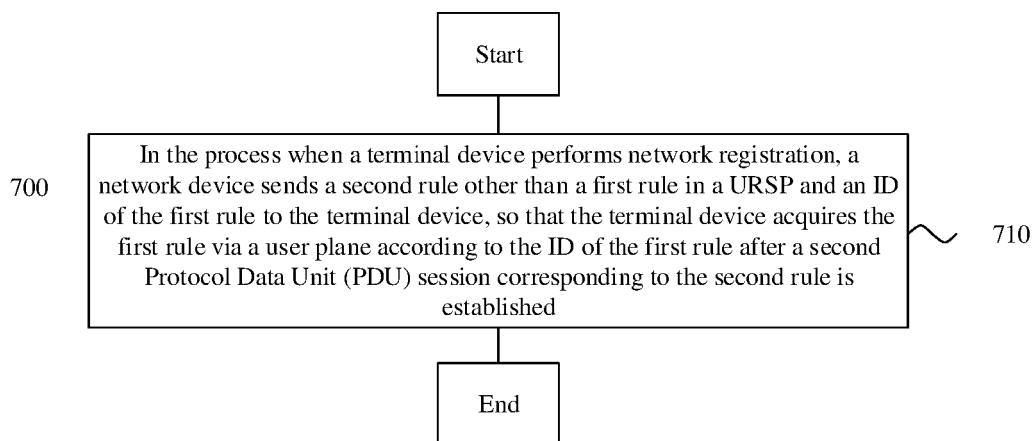 Start
In the process when a terminal device performs network registration, a
network device sends a second rule other than a first rule in a URSP and an ID
of the first rule to the terminal device, so that the terminal device acquires the
first rule via a user plane according to the ID of the first rule after a second
Protocol Data Unit (PDU) session corresponding to the second rule is
established
700
710
End